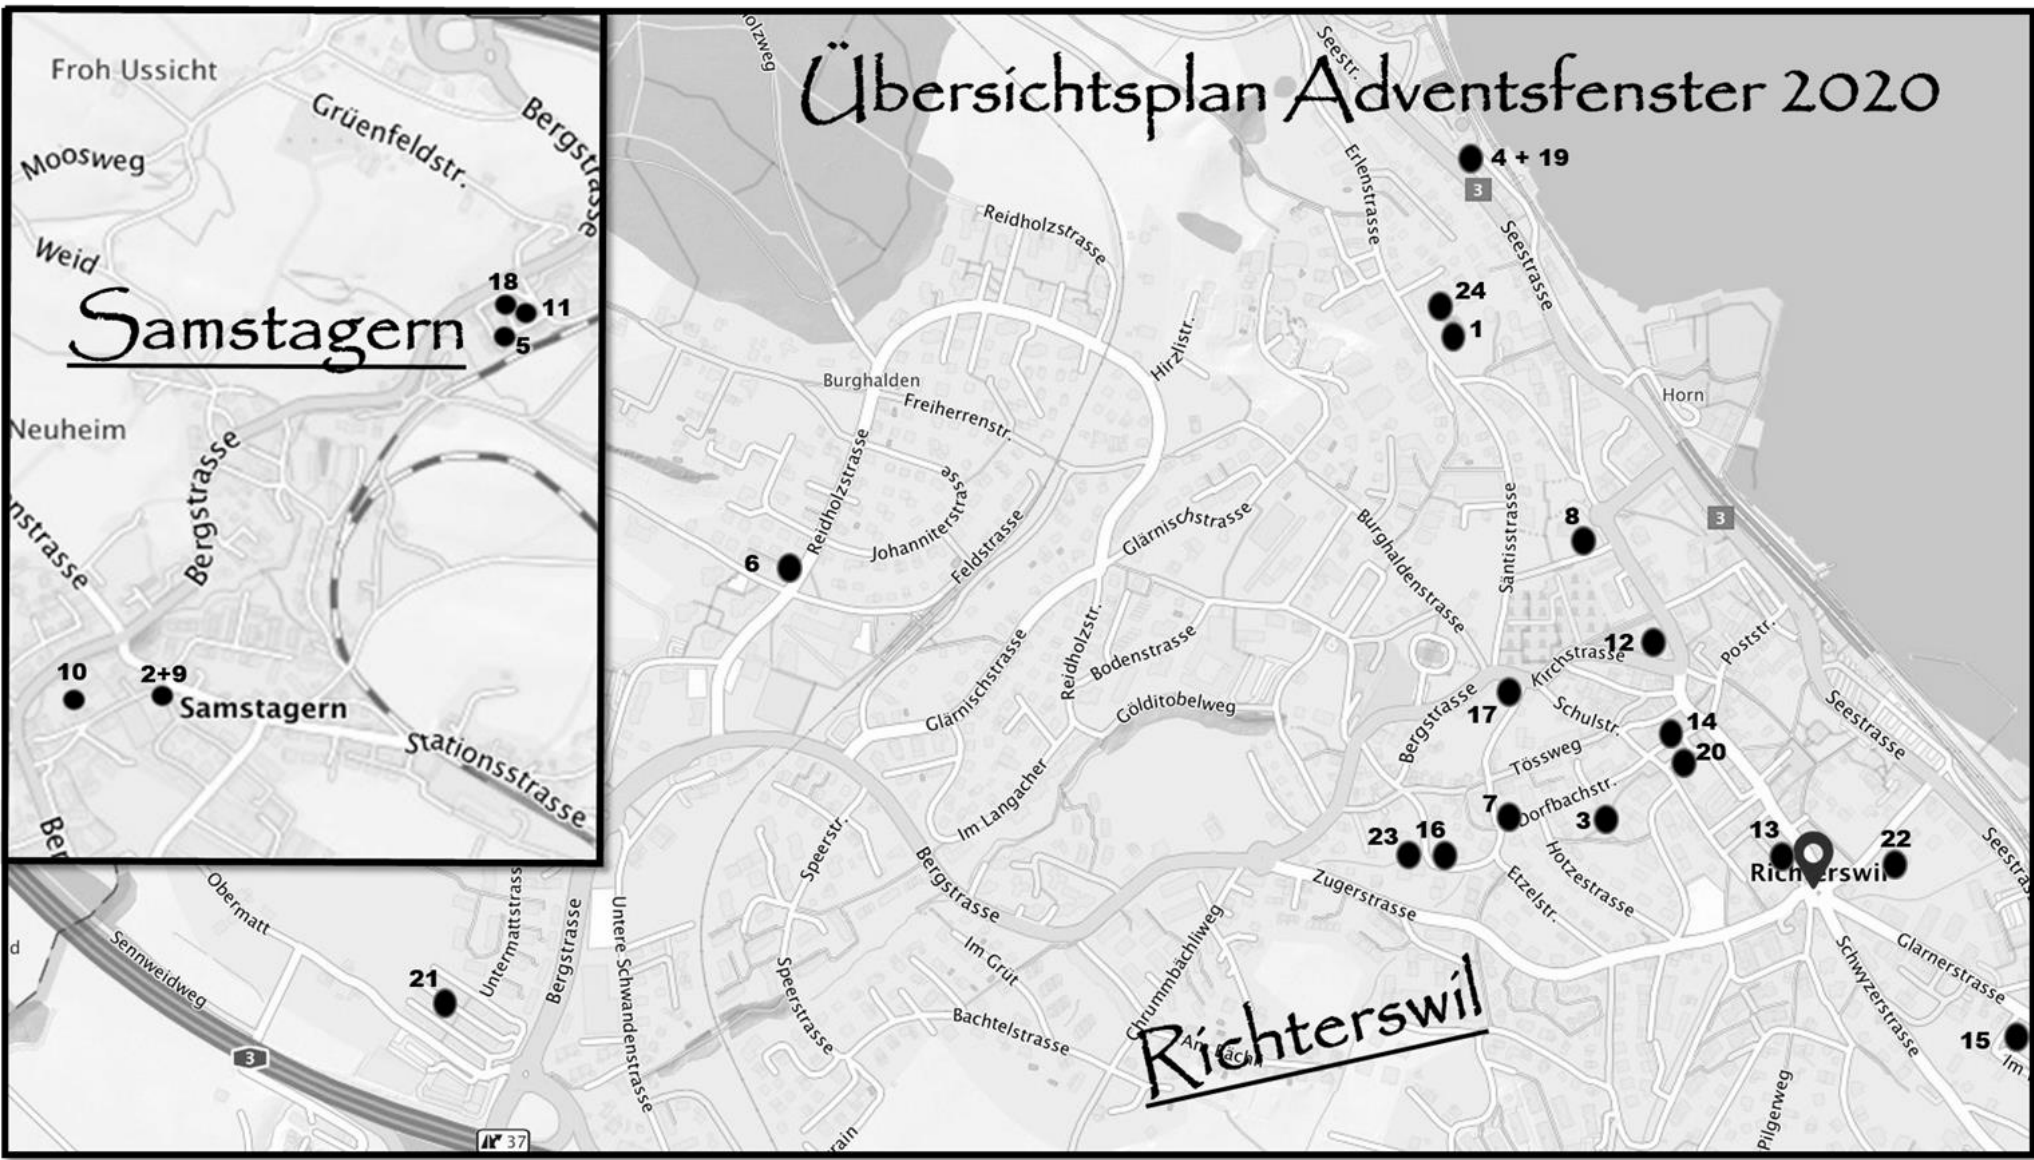 Übersichtsplan Adventsfenster 2020
Froh Ussicht
Grüenfeldstr.
Bergstrasse
Moosweg
Weid
Samstagern
18
11
5
Neuheim
Bergstrasse
10
2+9
Samstagern
Stationsstrasse
Seestr.
4 + 19
3
Erlenstrasse
Seestrasse
Reidholzstrasse
24
1
Hirzlistr.
Burghalden
Freiherrenstr.
Horn
Reidholzstrasse
Johanniterstrasse
Feldstrasse
Glärnischstrasse
Burghaldenstrasse
Säntisstrasse
8
3
6
12
Kirchstrasse
Poststr.
Reidholzstr.
Bodenstrasse
Glärnischstrasse
Gölditobelweg
Bergstrasse
17
Schulstr.
14
20
Seestrasse
Tössweg
Im Langacher
7
Dorfbachstr.
3
23
16
13
22
Richterswil
Speerstr.
Bergstrasse
Zugerstrasse
Etzelstr.
Hotzestrasse
Obermatt
Untermattstrass
Bergstrasse
Untere Schwandenstrasse
Sennweidweg
21
Im Grüt
Speerstrasse
Bachtelstrasse
Chrummbächliweg
Richterswil
Schwyzerstrasse
Glarnerstrasse
15
Im
Pilgerweg
3
37